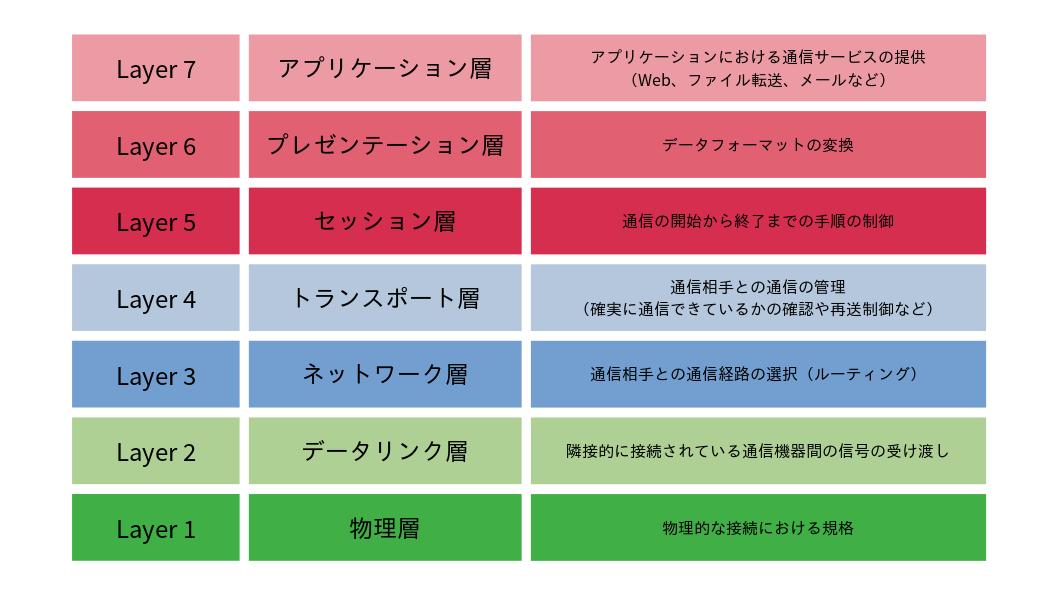 Layer 7
アプリケーション層
アプリケーションにおける通信サービスの提供
（Web、ファイル転送、メールなど）
Layer 6
プレゼンテーション層
データフォーマットの変換
Layer 5
セッション層
通信の開始から終了までの手順の制御
Layer 4
トランスポート層
通信相手との通信の管理
（確実に通信できているかの確認や再送制御など）
Layer 3
ネットワーク層
通信相手との通信経路の選択（ルーティング）
Layer 2
データリンク層
隣接的に接続されている通信機器間の信号の受け渡し
Layer 1
物理層
物理的な接続における規格